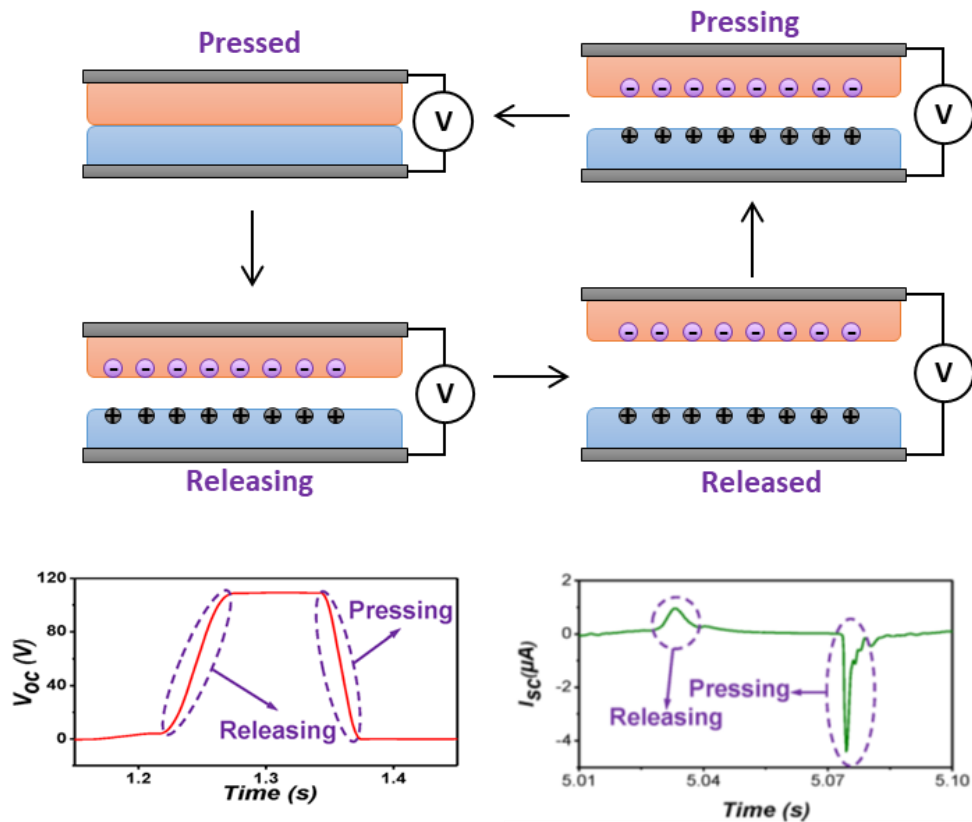 Pressed
Pressing
V
V
- - - - - - - -
+ + + + + + + +
- - - - - - - -
+ + + + + + + +
V
V
- - - - - - - -
+ + + + + + + +
Releasing
Released
120
80
40
0
Voc (V)
Pressing
Releasing
1.2 1.3 1.4
Time (s)
2
0
-2
-4
Isc(μA)
Pressing
Releasing
5.01 5.04 5.07 5.10
Time (s)